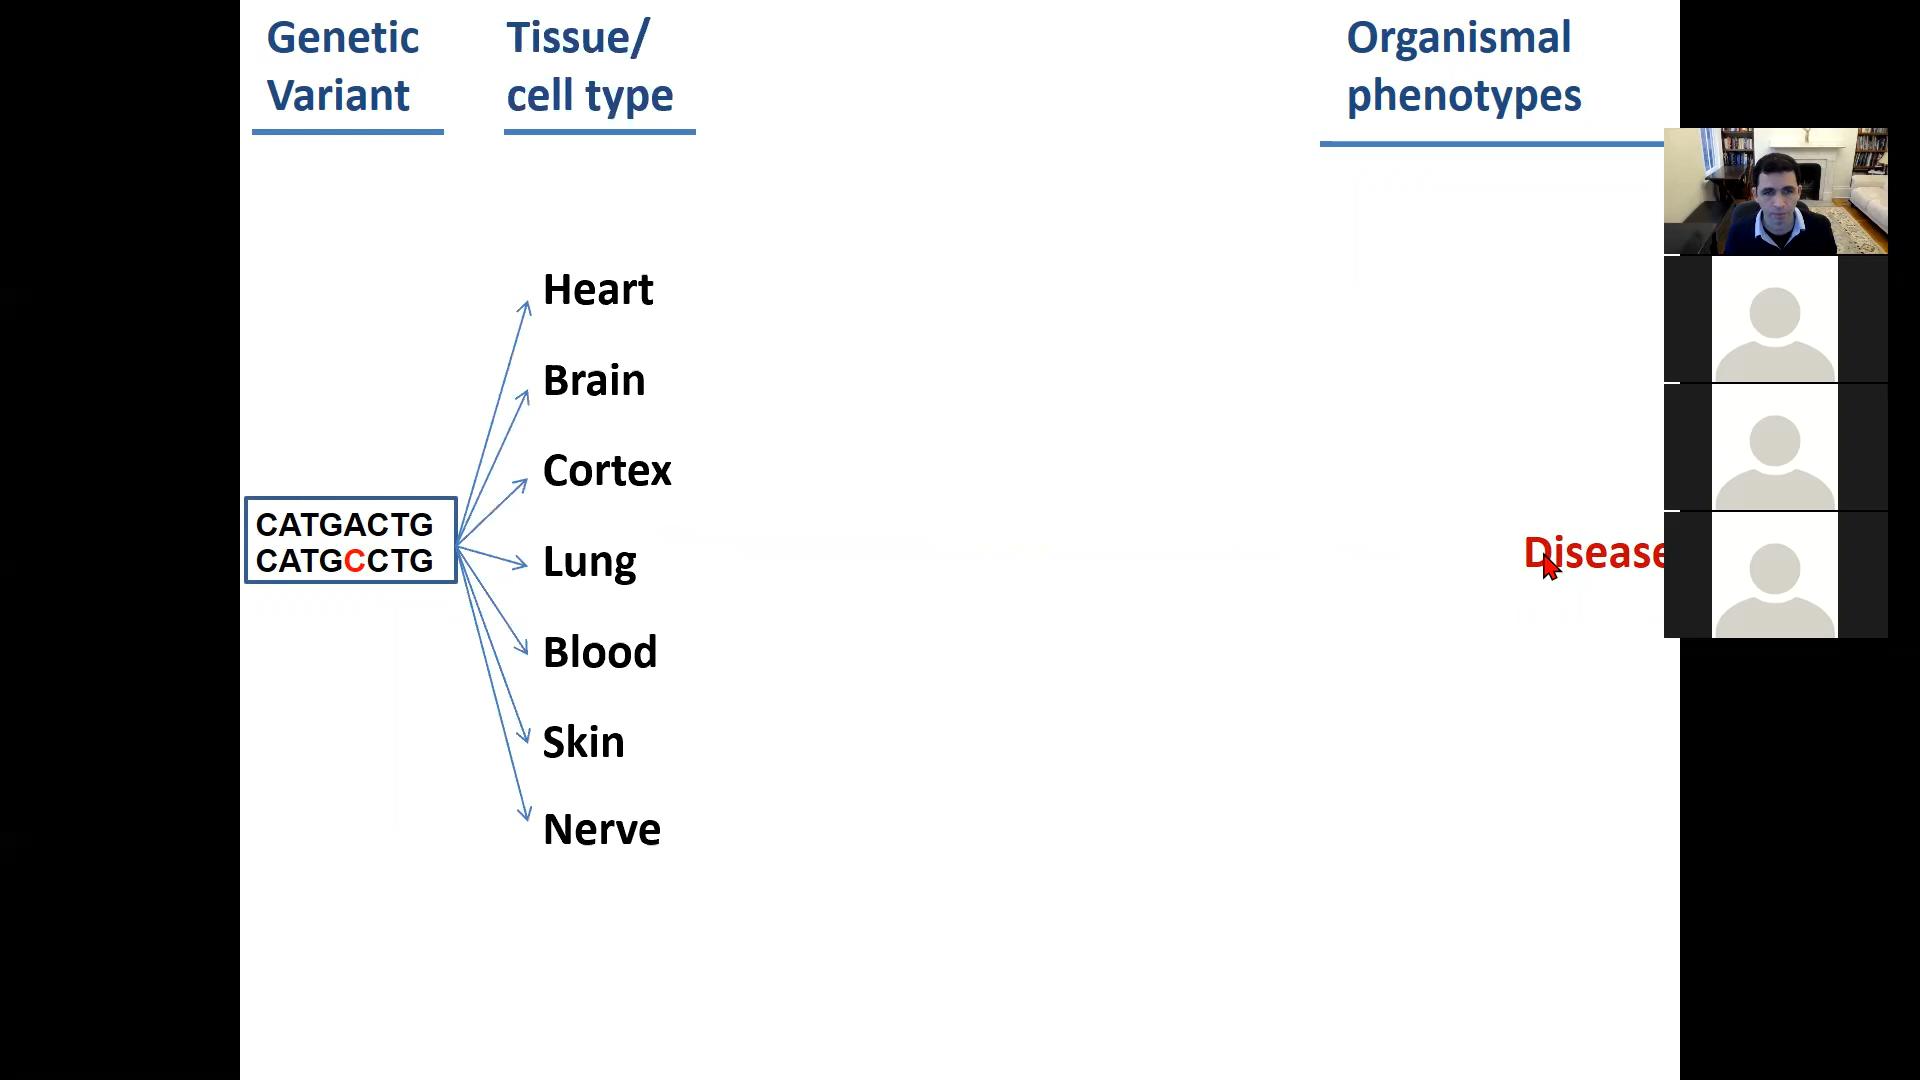 Genetic
Variant
Tissue/
cell type
Organismal
phenotypes
Heart
Brain
Cortex
Lung
Blood
Skin
Nerve
CATGACTG
CATGCCTG
Disease